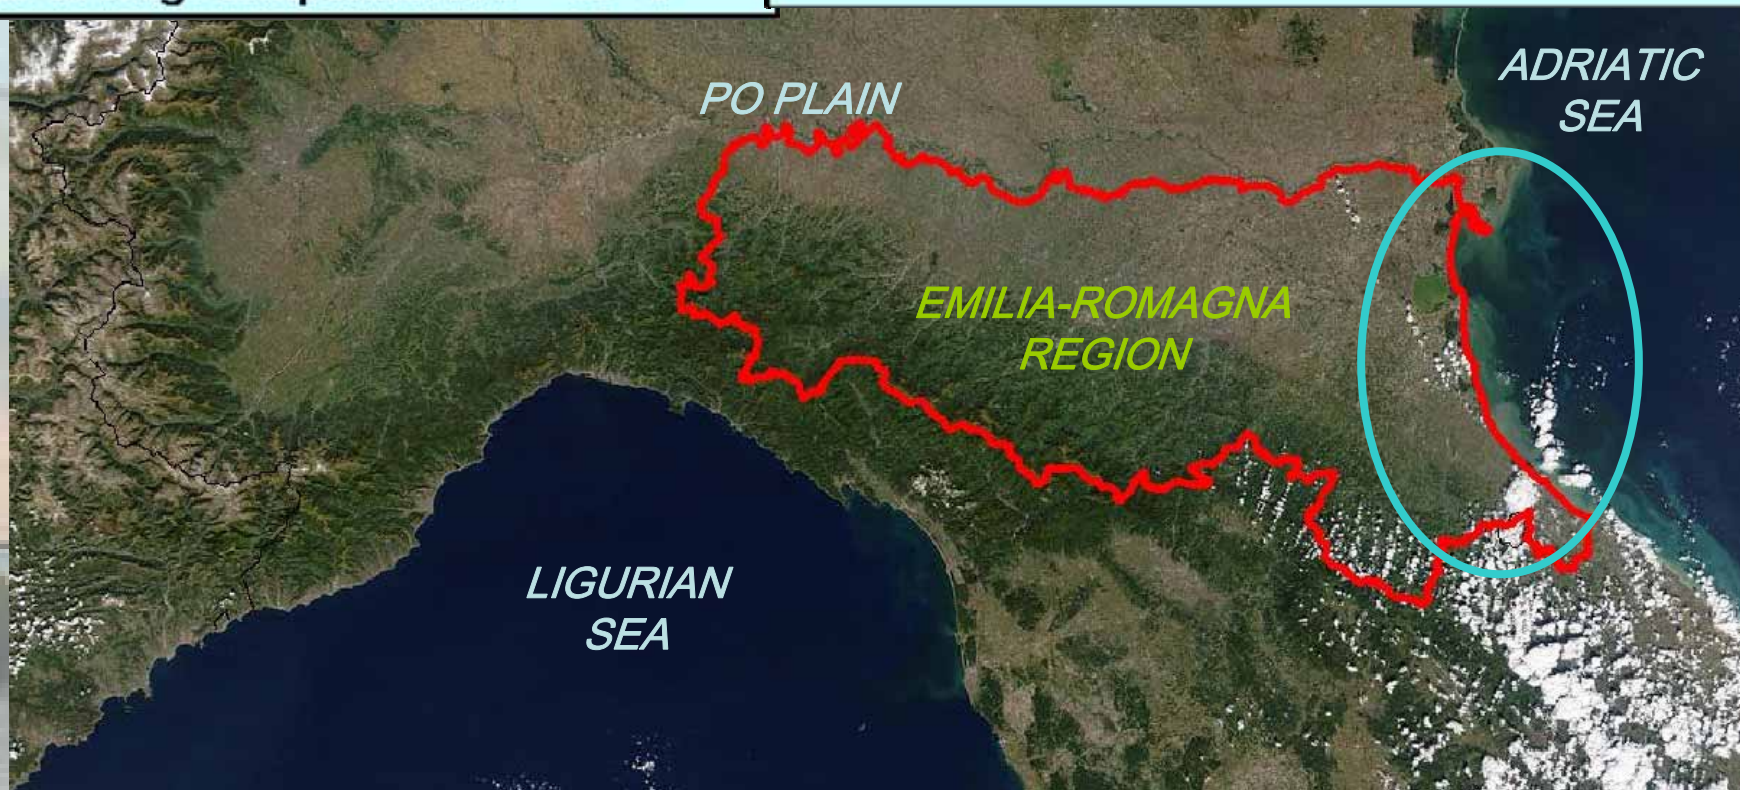 PO PLAIN
ADRIATIC
SEA
EMILIA-ROMAGNA
REGION
LIGURIAN
SEA